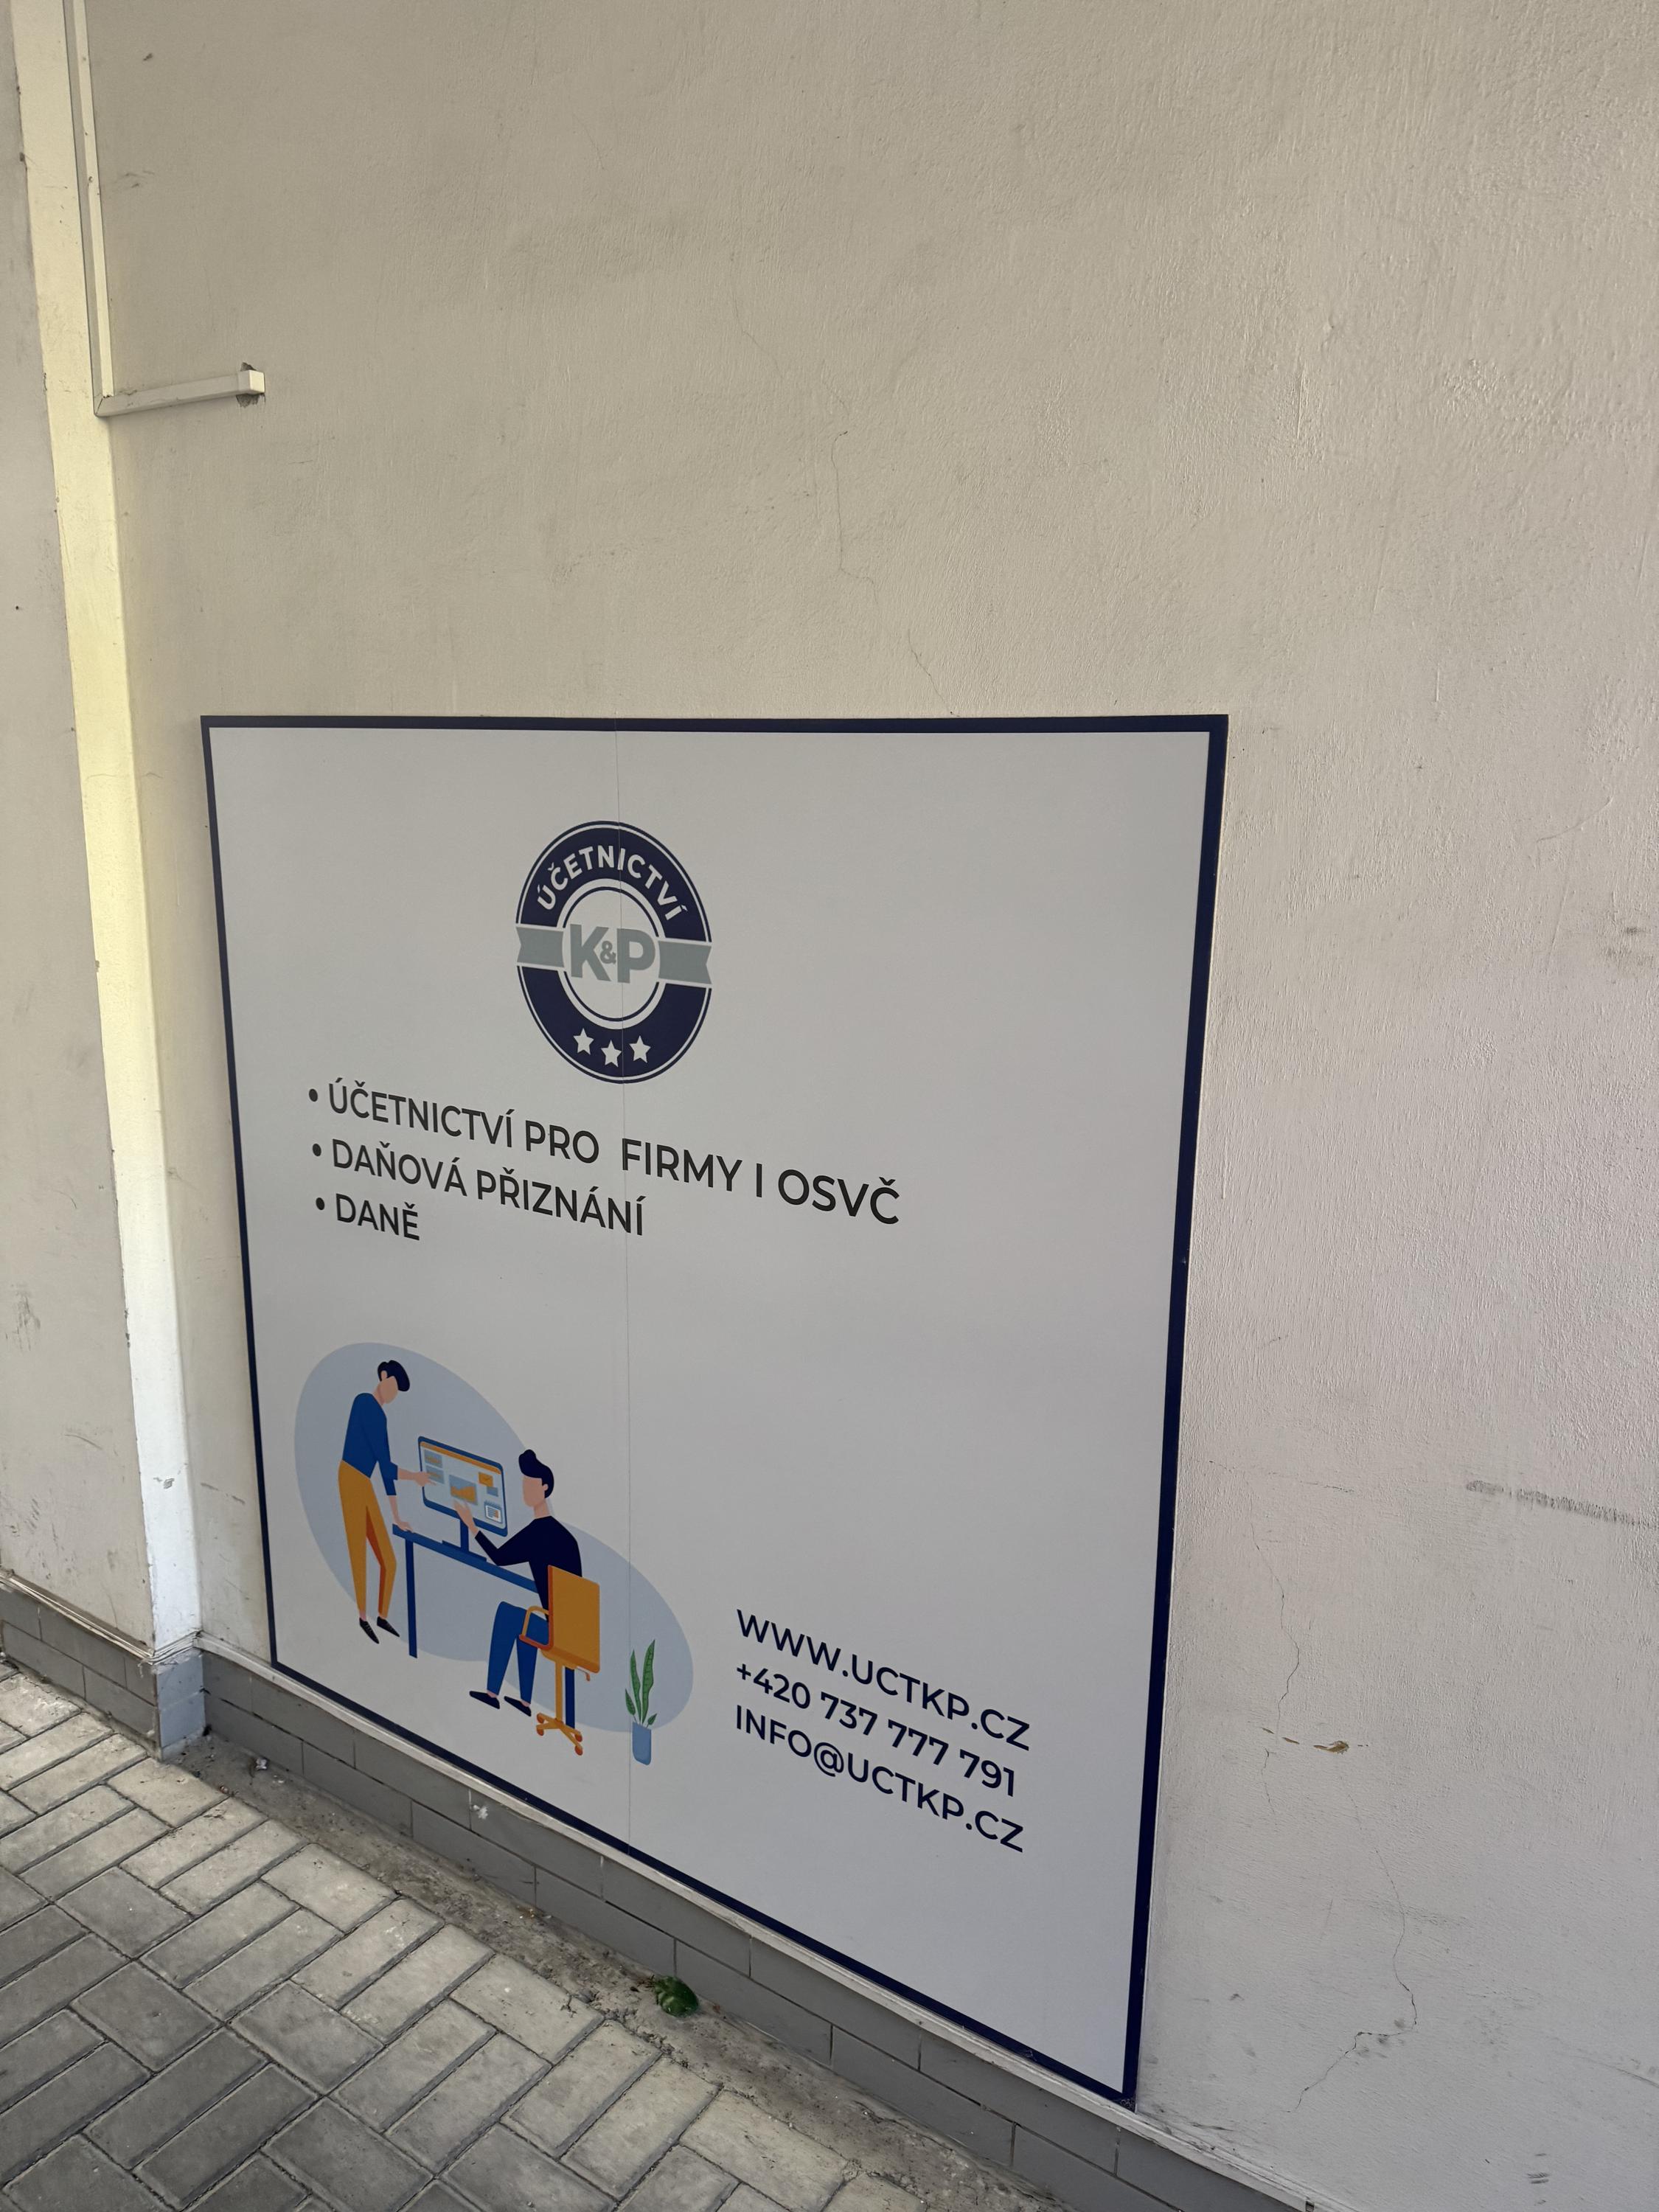 ÚČETNICTVÍ
K&P
• ÚČETNICTVÍ PRO FIRMY I OSVČ
• DAŇOVÁ PŘIZNÁNÍ
• DANĚ
WWW.UCTKP.CZ
+420 737 777 791
INFO@UCTKP.CZ